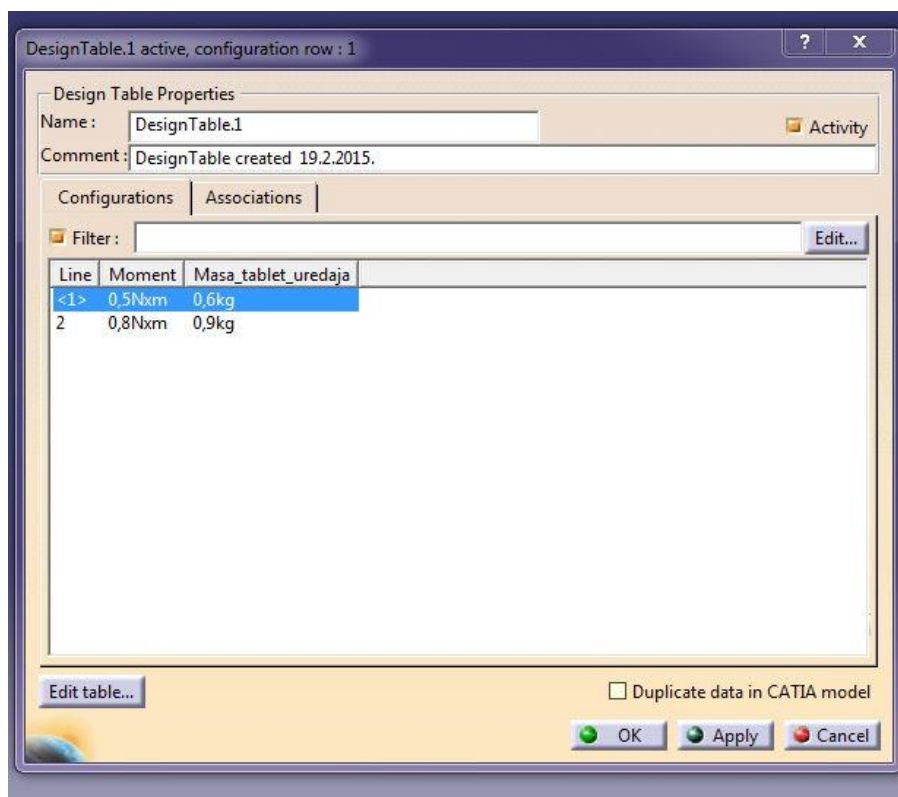 DesignTable.1 active, configuration row : 1
? x
Design Table Properties
Name : DesignTable.1 Activity
Comment : DesignTable created 19.2.2015.
Configurations Associations
Filter : Edit...
Line Moment Masa_tablet_uredaja
<1> 0,5Nxm 0,6kg
2 0,8Nxm 0,9kg
Edit table... Duplicate data in CATIA model
OK Apply Cancel